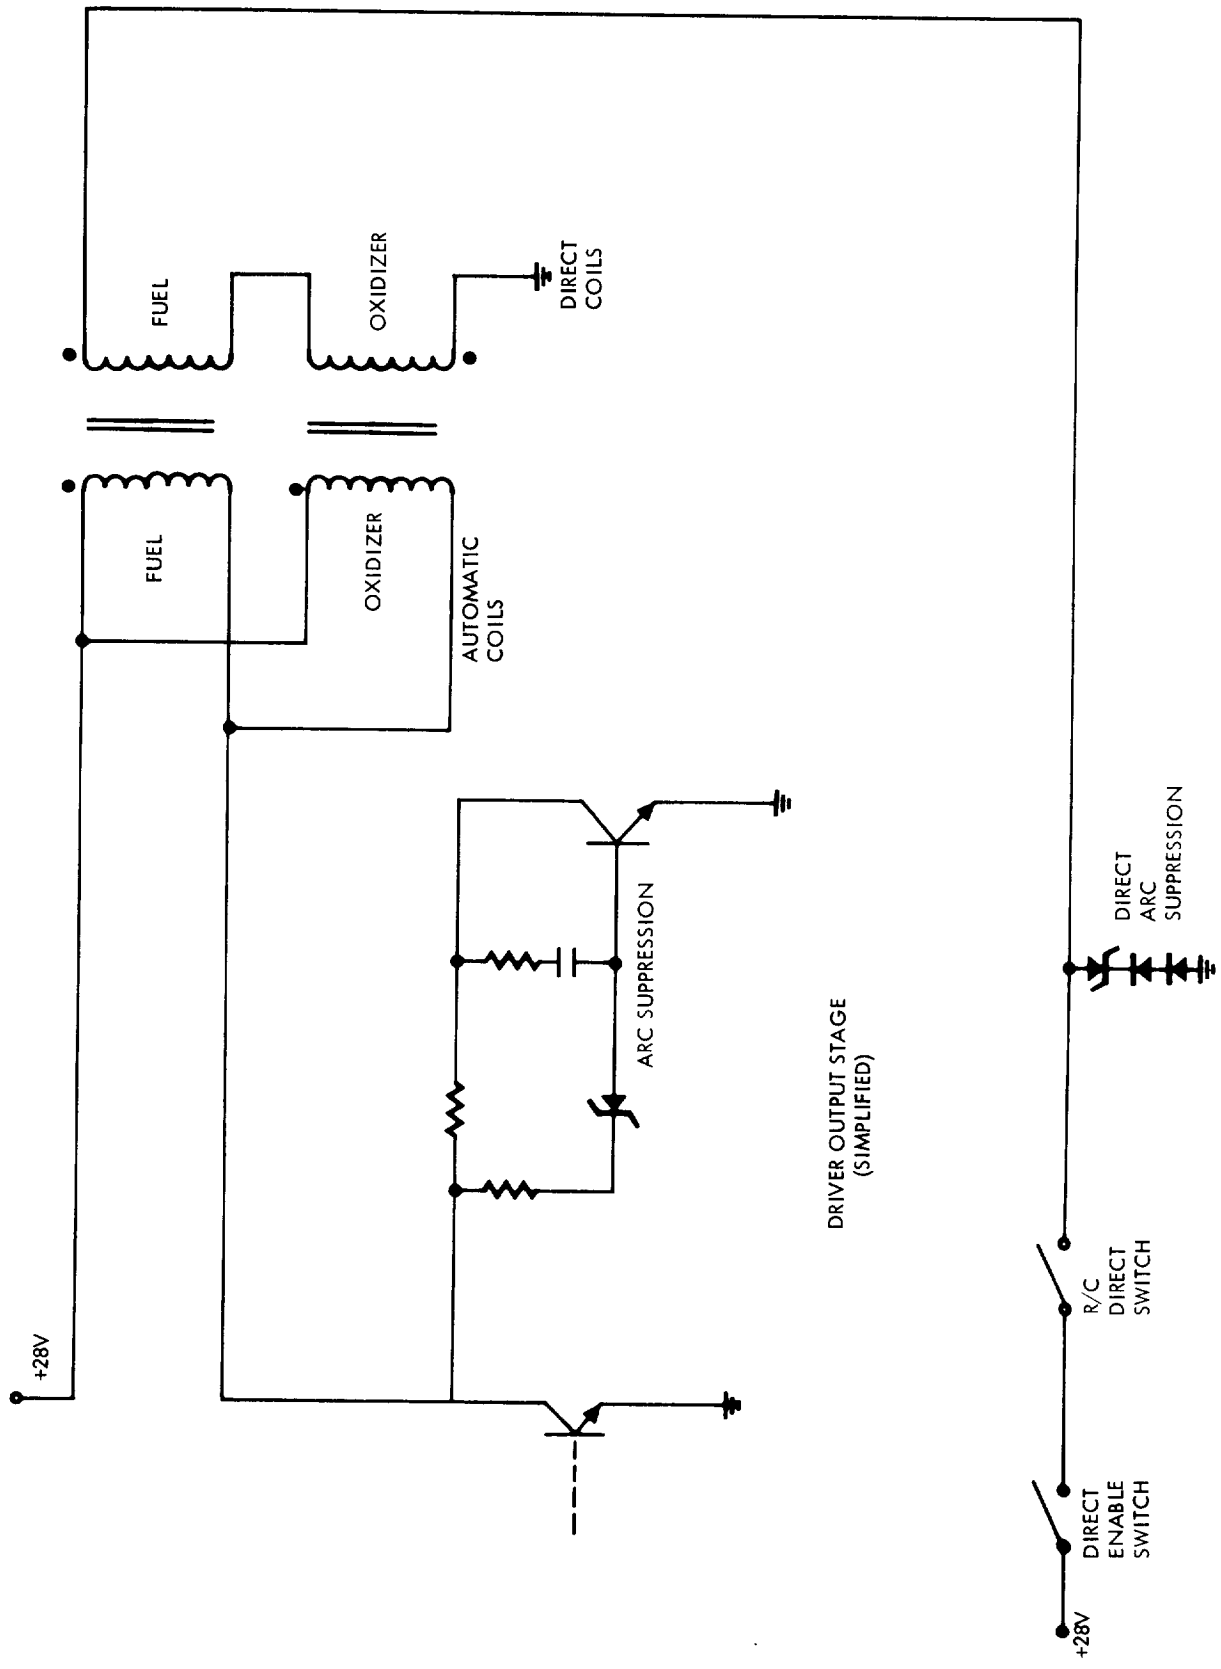 +28V
FUEL
OXIDIZER
AUTOMATIC
COILS
FUEL
OXIDIZER
DIRECT
COILS
ARC SUPPRESSION
DRIVER OUTPUT STAGE
(SIMPLIFIED)
+28V
DIRECT
ENABLE
SWITCH
R/C
DIRECT
SWITCH
DIRECT
ARC
SUPPRESSION